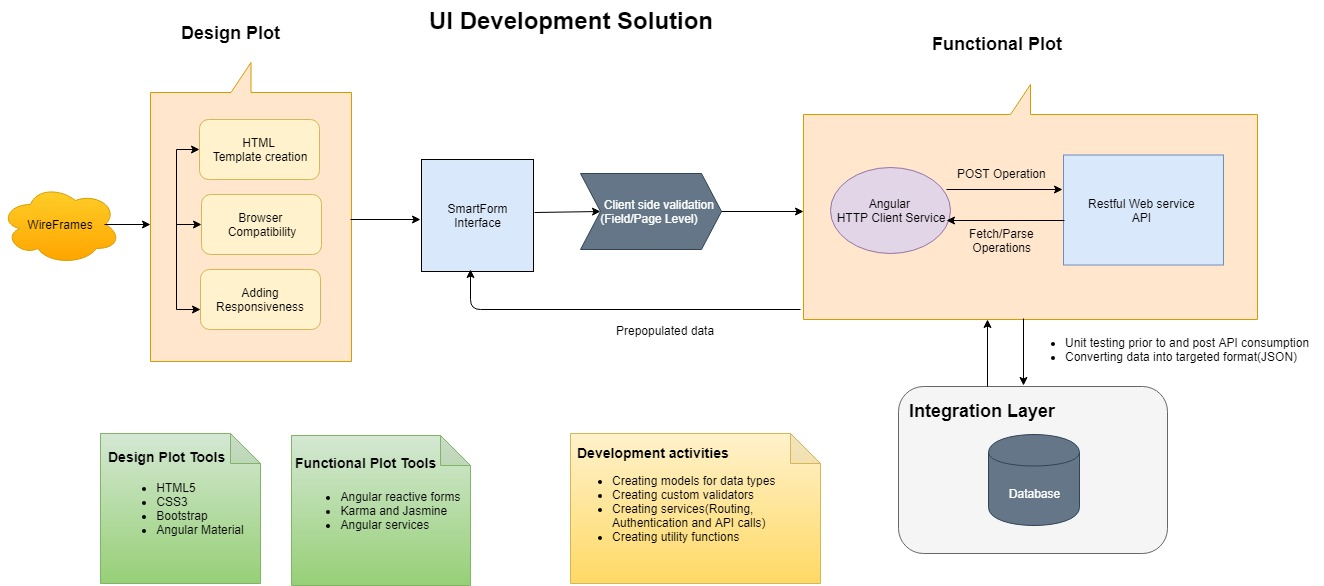 UI Development Solution
Design Plot
Functional Plot
HTML
Template creation
WireFrames
Browser
Compatibility
Adding
Responsiveness
SmartForm
Interface
Client side validation
(Field/Page Level)
Angular
HTTP Client Service
POST Operation
Fetch/Parse
Operations
Restful Web service
API
Prepopulated data
Unit testing prior to and post API consumption
Converting data into targeted format(JSON)
Integration Layer
Database
Design Plot Tools
HTML5
CSS3
Bootstrap
Angular Material
Functional Plot Tools
Angular reactive forms
Karma and Jasmine
Angular services
Development activities
Creating models for data types
Creating custom validators
Creating services(Routing,
Authentication and API calls)
Creating utility functions